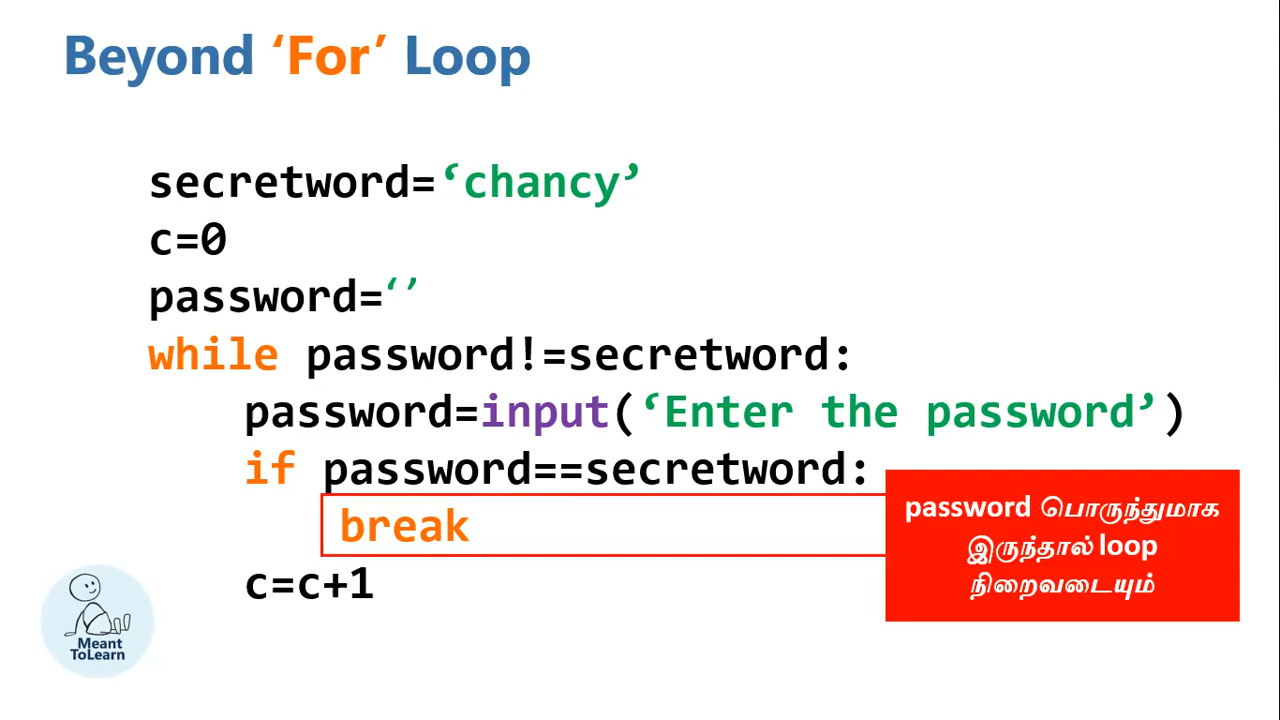 Beyond ‘For’ Loop
secretword=‘chancy’
c=0
password=‘’
while password!=secretword:
password=input(‘Enter the password’)
if password==secretword:
break
c=c+1
password பொருந்துமாக
இருந்தால் loop
நிறைவடையும்
Meant
ToLearn